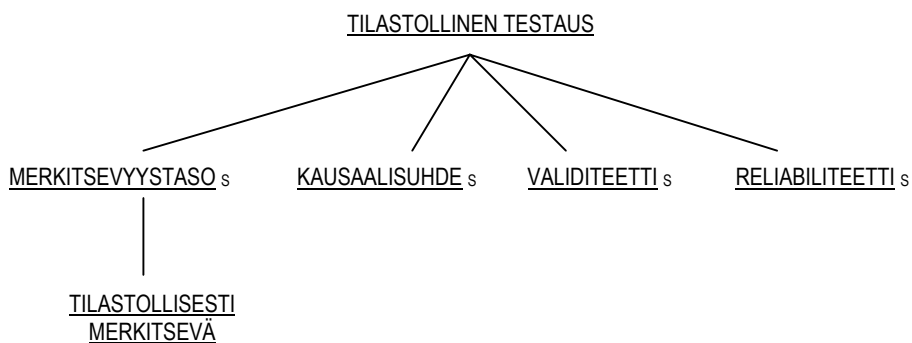 TILASTOLLINEN TESTAUS
MERKITSEVYYSTASO s KAUSAALISUHDE s VALIDITEETTI s RELIABILITEETTI s
TILASTOLLISESTI
MERKITSEVÄ